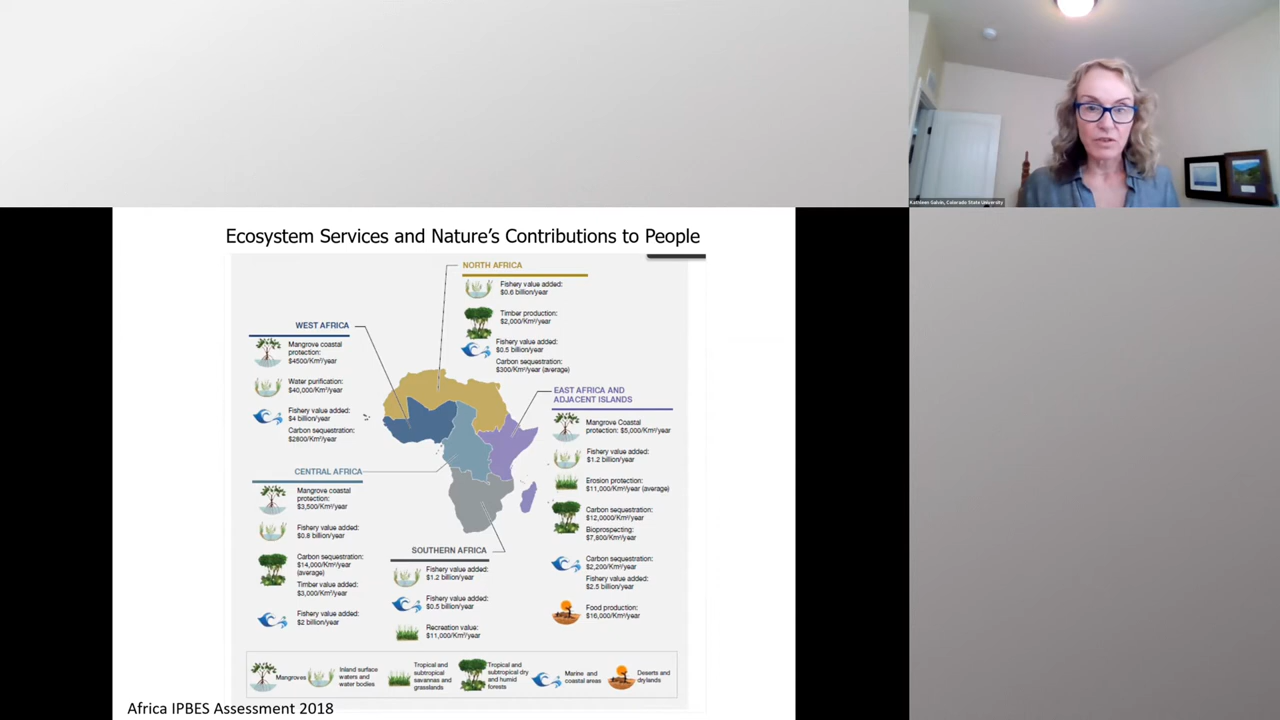 Kathleen Galvin, Colorado State University
Ecosystem Services and Nature's Contributions to People
NORTH AFRICA
Fishery value added:
$0.6 billion/year
Timber production:
$2,000/Km²/year
Fishery value added:
$0.5 billion/year
Carbon sequestration:
$300/Km²/year (average)
WEST AFRICA
Mangrove coastal
protection:
$4500/Km²/year
Water purification:
$40,000/Km²/year
Fishery value added:
$4 billion/year
Carbon sequestration:
$2800/Km²/year
EAST AFRICA AND
ADJACENT ISLANDS
Mangrove Coastal
protection: $5,000/Km²/year
Fishery value added:
$1.2 billion/year
Erosion protection:
$11,000/Km²/year (average)
Carbon sequestration:
$12,0000/Km²/year
Bioprospecting:
$7,800/Km²/year
Carbon sequestration:
$2,200/Km²/year
Fishery value added:
$2.5 billion/year
Food production:
$16,000/Km²/year
CENTRAL AFRICA
Mangrove coastal
protection:
$3,500/Km²/year
Fishery value added:
$0.8 billion/year
Carbon sequestration:
$14,000/Km²/year
(average)
Timber value added:
$3,000/Km²/year
Fishery value added:
$2 billion/year
SOUTHERN AFRICA
Fishery value added:
$1.2 billion/year
Fishery value added:
$0.5 billion/year
Recreation value:
$11,000/Km²/year
Mangroves
Inland surface
waters and
water bodies
Tropical and
subtropical
savannas and
grasslands
Tropical and
subtropical dry
and humid
forests
Marine and
coastal areas
Deserts and
drylands
Africa IPBES Assessment 2018